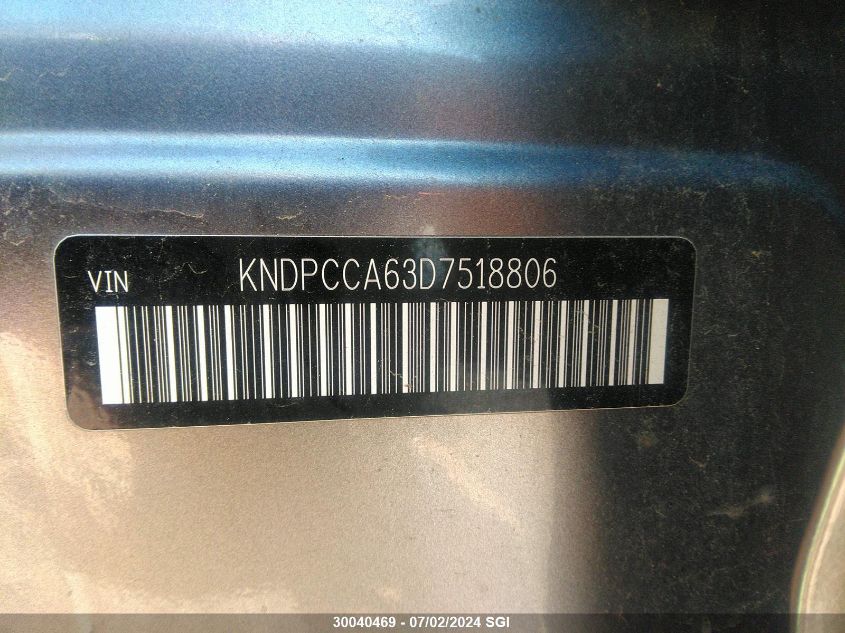 VIN KNDPCCA63D7518806
30040469 - 07/02/2024 SGI